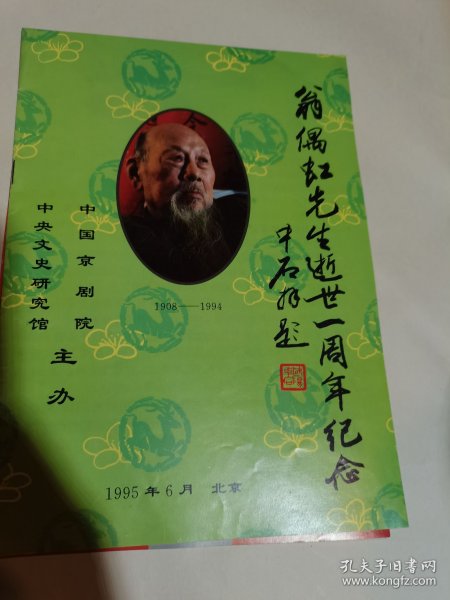 翁偶虹先生逝世一周年纪念
中石敬题
1908——1994
中国京剧院
中央文史研究馆
主办
1995年6月 北京
孔夫子旧书网
www.kongfz.com